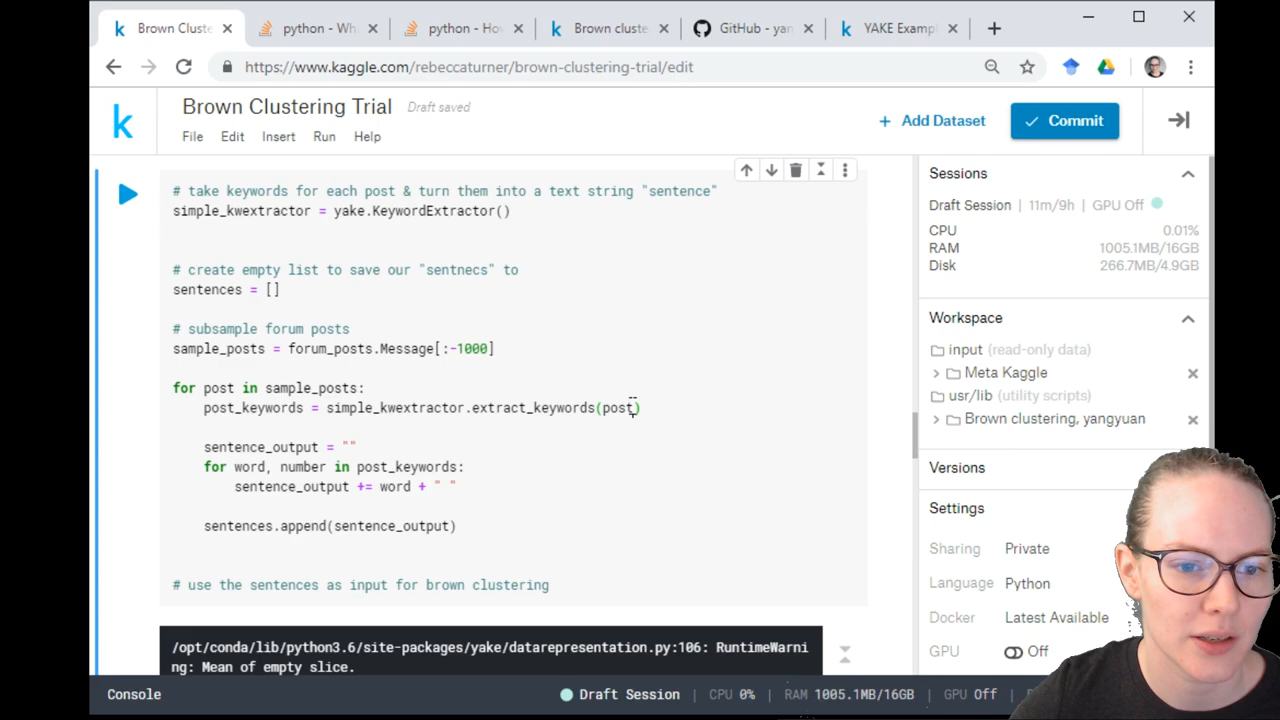 Brown Cluste
python - Wh
python - Hov
Brown cluste
GitHub - yan
YAKE Exampl
https://www.kaggle.com/rebeccaturner/brown-clustering-trial/edit
k
Brown Clustering Trial
Draft saved
File Edit Insert Run Help
+ Add Dataset
Commit
# take keywords for each post & turn them into a text string "sentence"
simple_kwextractor = yake.KeywordExtractor()
# create empty list to save our "sentnecs" to
sentences = []
# subsample forum posts
sample_posts = forum_posts.Message[:-1000]
for post in sample_posts:
post_keywords = simple_kwextractor.extract_keywords(post)
sentence_output = ""
for word, number in post_keywords:
sentence_output += word + " "
sentences.append(sentence_output)
# use the sentences as input for brown clustering
/opt/conda/lib/python3.6/site-packages/yake/datarepresentation.py:106: RuntimeWarni
ng: Mean of empty slice.
Sessions
Draft Session | 11m/9h | GPU Off
CPU 0.01%
RAM 1005.1MB/16GB
Disk 266.7MB/4.9GB
Workspace
input (read-only data)
Meta Kaggle
usr/lib (utility scripts)
Brown clustering, yangyuan
Versions
Settings
Sharing Private
Language Python
Docker Latest Available
GPU Off
Console
Draft Session CPU 0% RAM 1005.1MB/16GB GPU Off